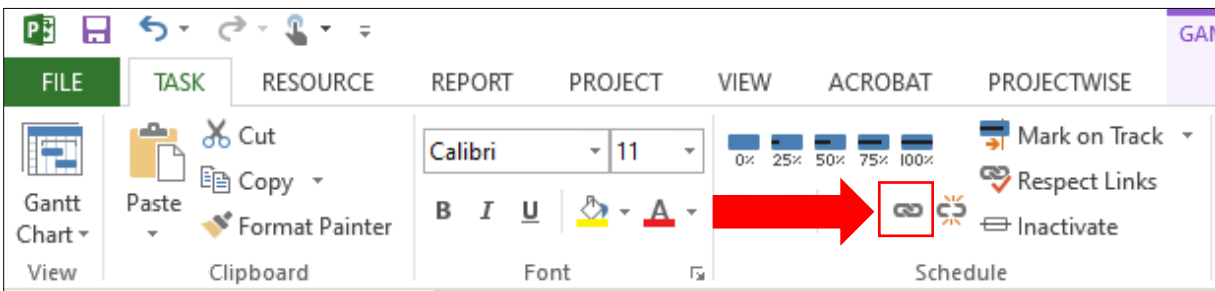 GAN
FILE TASK RESOURCE REPORT PROJECT VIEW ACROBAT PROJECTWISE
Gantt
Chart
View
Paste
Cut
Copy
Format Painter
Clipboard
Calibri 11
B I U A
Font
0% 25% 50% 75% 100%
Mark on Track
Respect Links
Inactivate
Schedule